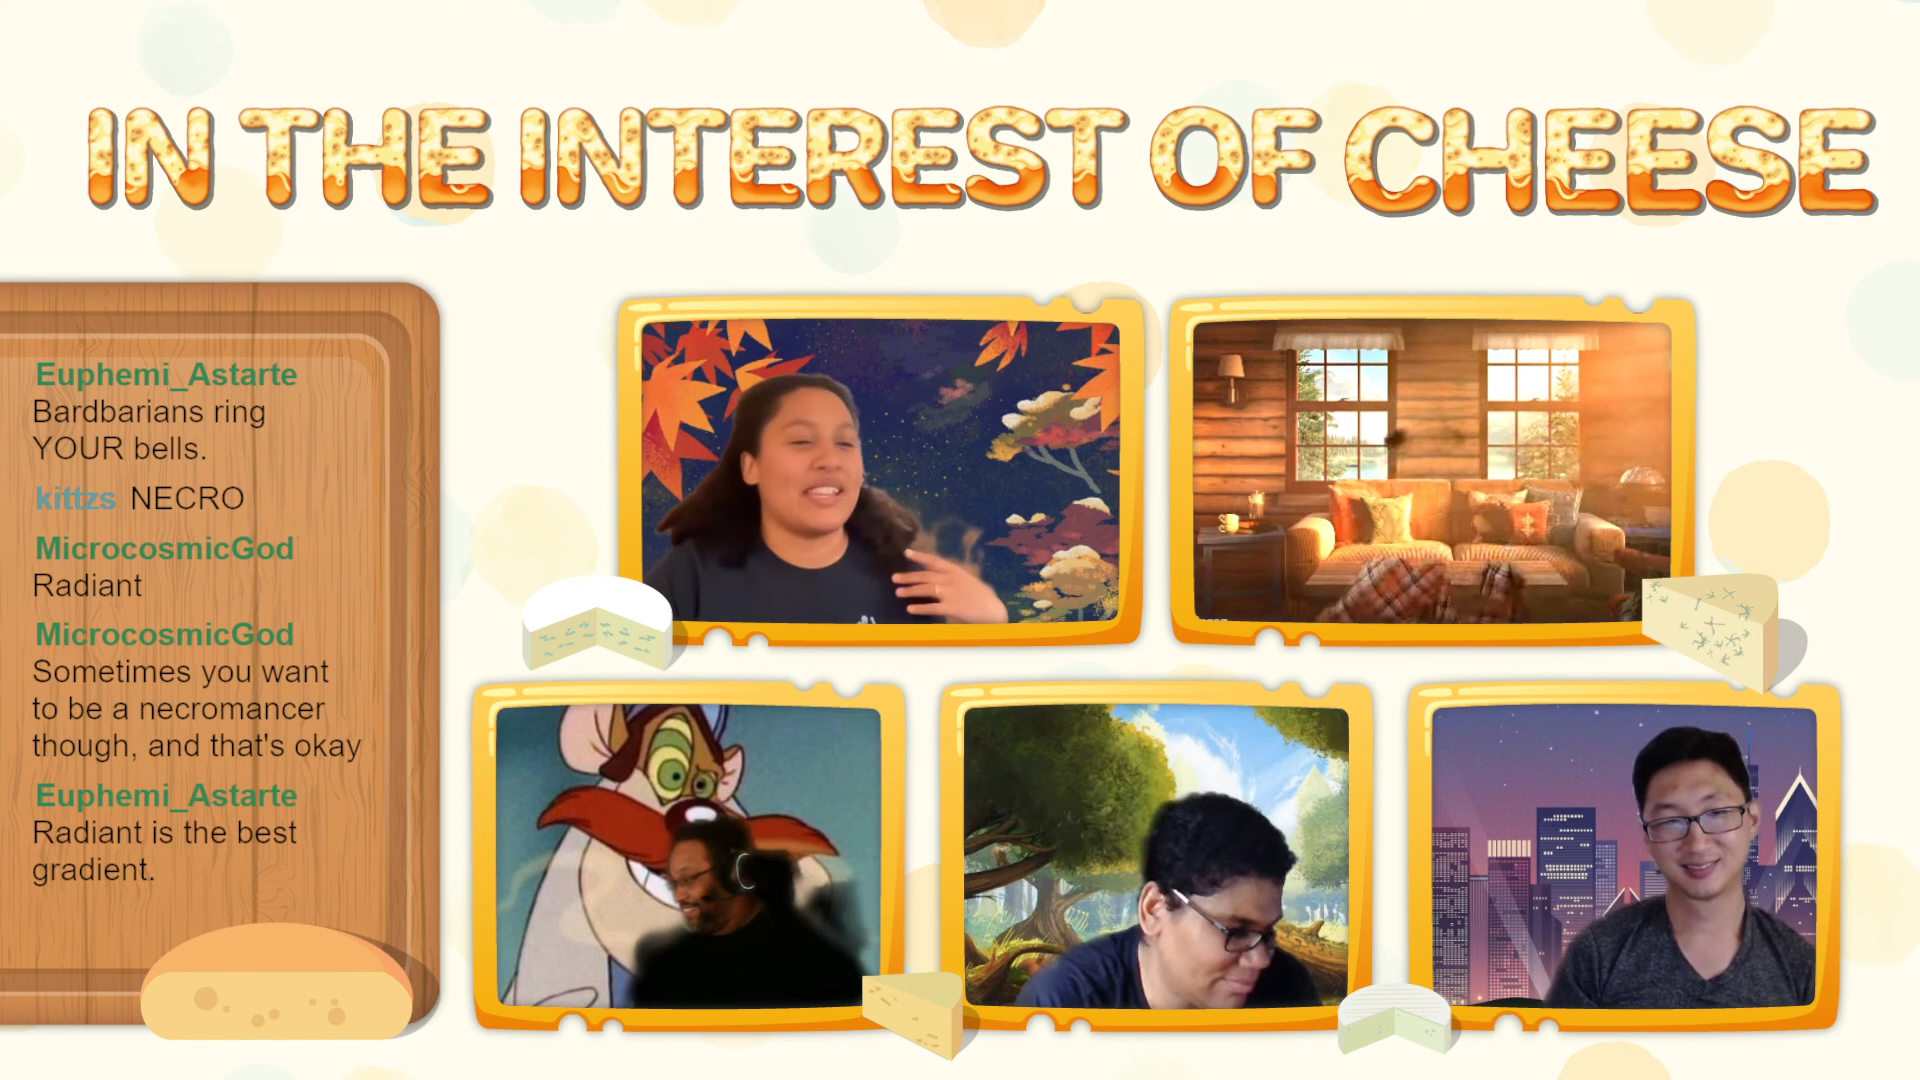 IN THE INTEREST OF CHEESE
Euphemi_Astarte
Bardbarians ring
YOUR bells.
kittzs NECRO
MicrocosmicGod
Radiant
MicrocosmicGod
Sometimes you want
to be a necromancer
though, and that's okay
Euphemi_Astarte
Radiant is the best
gradient.